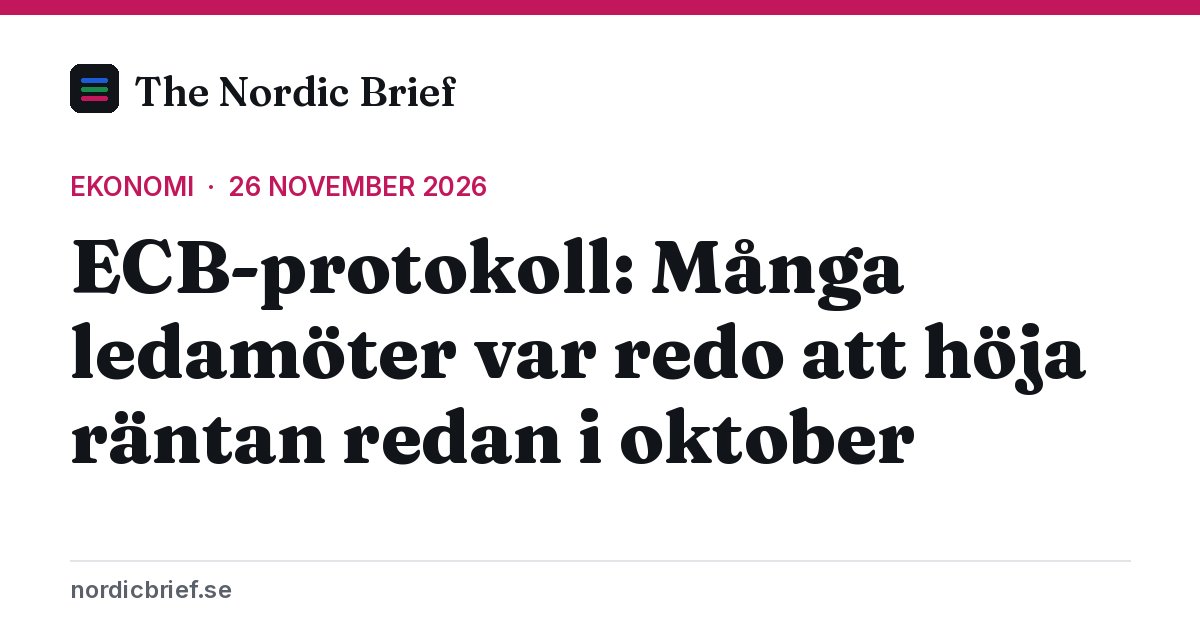 The Nordic Brief
EKONOMI · 26 NOVEMBER 2026
ECB-protokoll: Många
ledamöter var redo att höja
räntan redan i oktober
nordicbrief.se